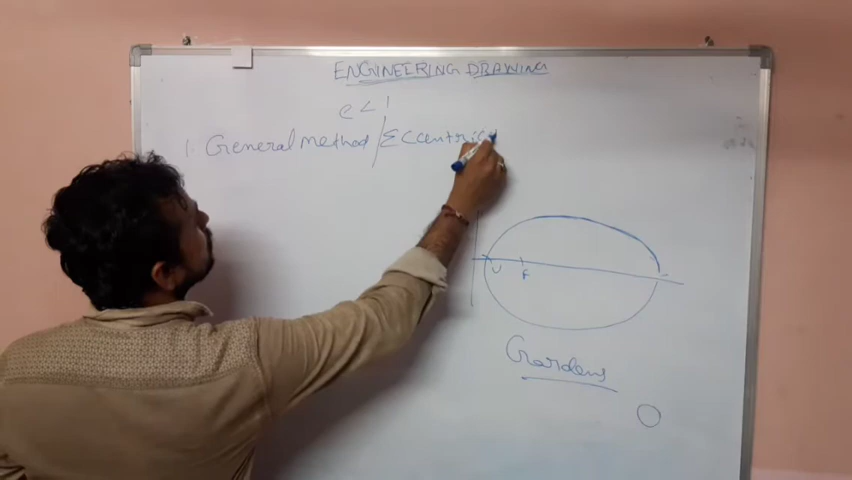 ENGINEERING DRAWING
e < 1
1. General method / Eccentric
V F
Gardens